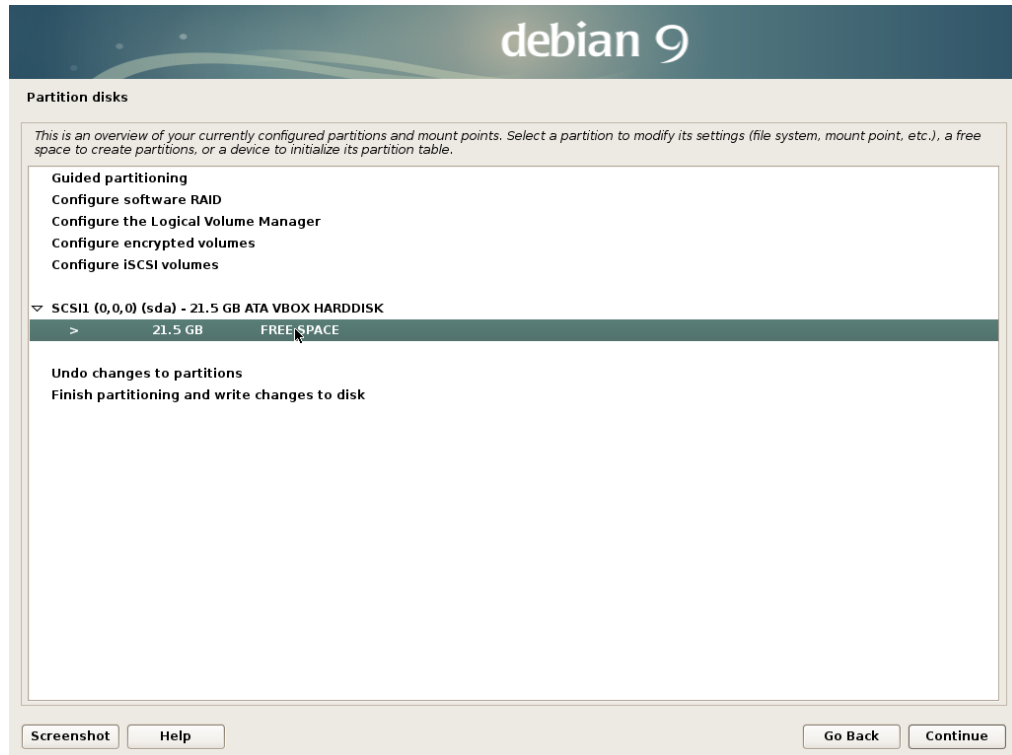 debian 9
Partition disks
This is an overview of your currently configured partitions and mount points. Select a partition to modify its settings (file system, mount point, etc.), a free
space to create partitions, or a device to initialize its partition table.
Guided partitioning
Configure software RAID
Configure the Logical Volume Manager
Configure encrypted volumes
Configure iSCSI volumes
SCSI1 (0,0,0) (sda) - 21.5 GB ATA VBOX HARDDISK
> 21.5 GB FREE SPACE
Undo changes to partitions
Finish partitioning and write changes to disk
Screenshot Help Go Back Continue